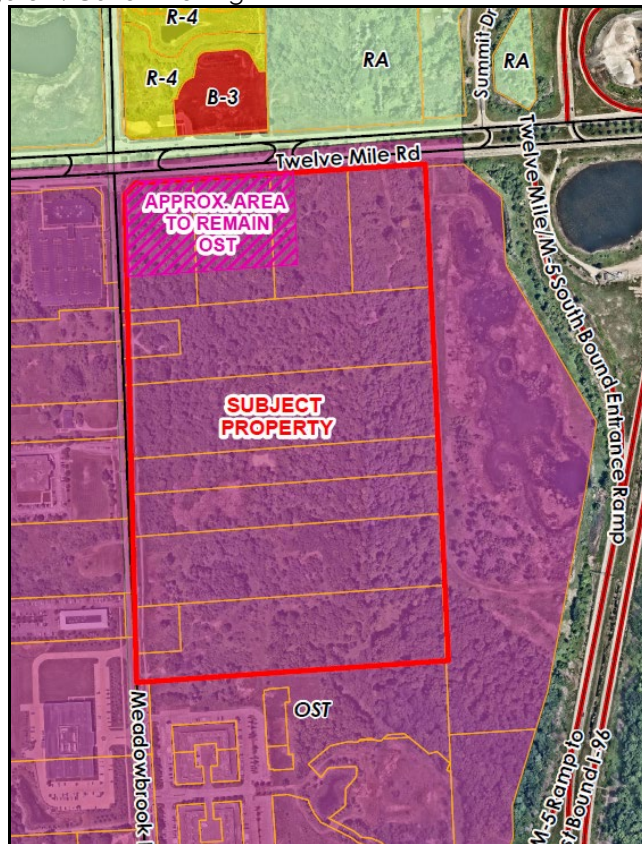 R-4
R-4
B-3
RA
Summit Dr
RA
Twelve Mile Rd
Twelve Mile/M-5 South Bound Entrance Ramp
APPROX. AREA
TO REMAIN
OST
SUBJECT
PROPERTY
OST
Meadowbrook
M-5 Ramp to
st Bound I-96